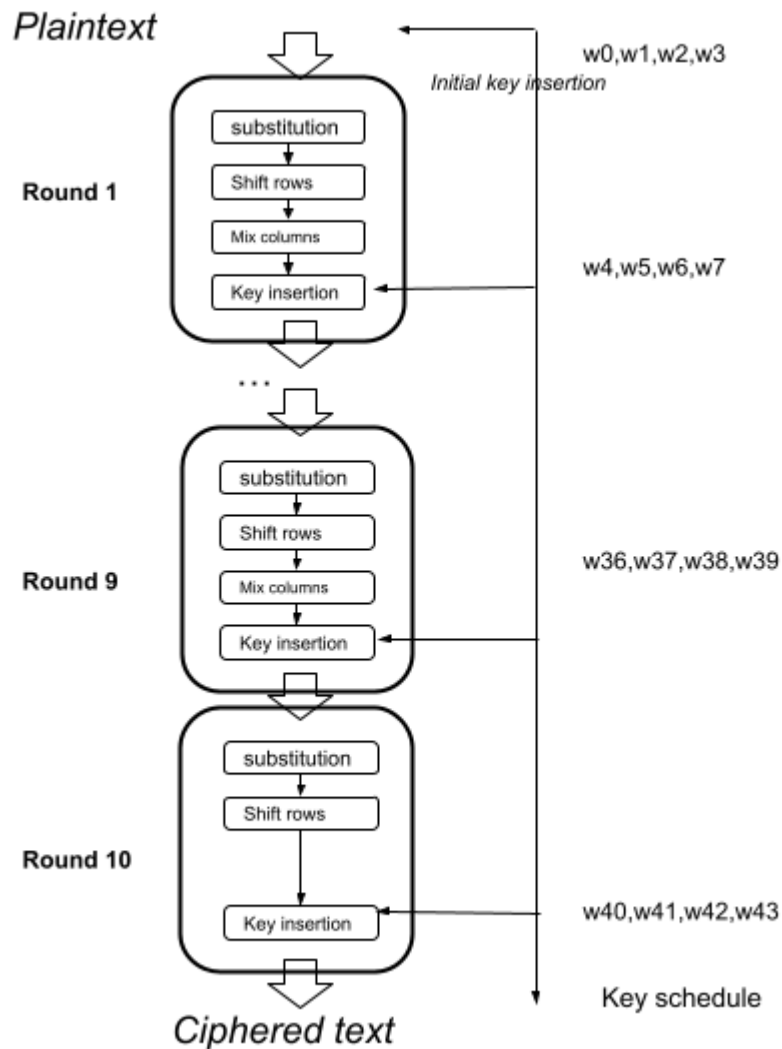 Plaintext
w0,w1,w2,w3
Initial key insertion
substitution
Shift rows
Round 1
Mix columns
w4,w5,w6,w7
Key insertion
...
substitution
Shift rows
w36,w37,w38,w39
Round 9
Mix columns
Key insertion
substitution
Shift rows
Round 10
w40,w41,w42,w43
Key insertion
Key schedule
Ciphered text